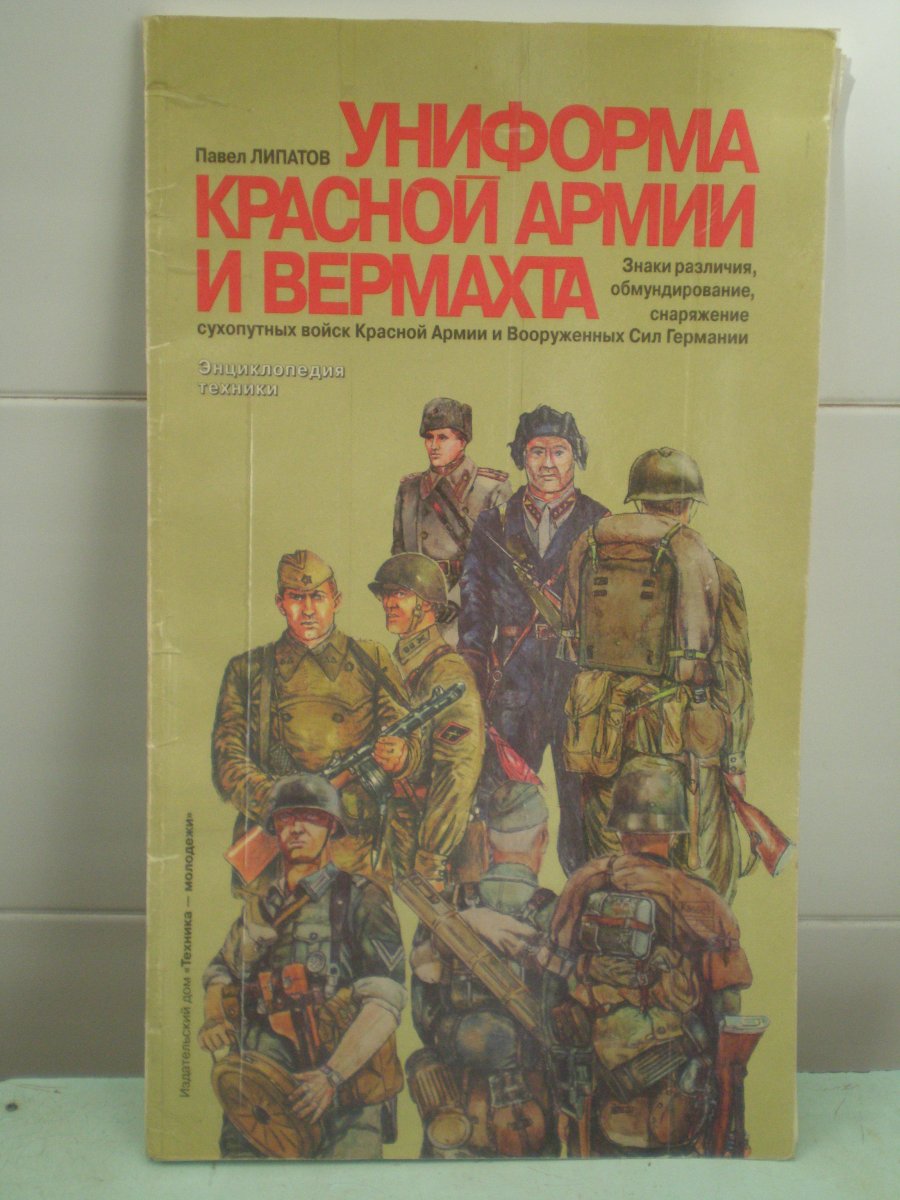 Павел ЛИПАТОВ
УНИФОРМА
КРАСНОЙ АРМИИ
И ВЕРМАХТА
Знаки различия,
обмундирование,
снаряжение
сухопутных войск Красной Армии и Вооруженных Сил Германии
Энциклопедия
техники
Издательский дом «Техника – молодежи»